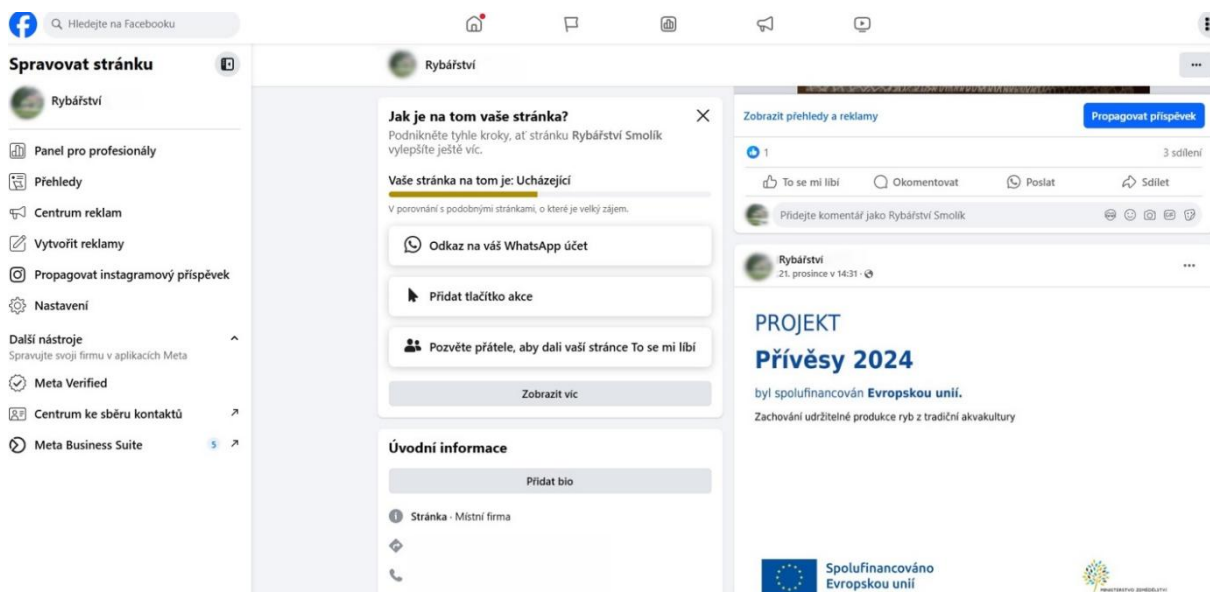 Hledejte na Facebooku
Spravovat stránku
Rybářství
Panel pro profesionály
Přehledy
Centrum reklam
Vytvořit reklamy
Propagovat instagramový příspěvek
Nastavení
Další nástroje
Spravujte svoji firmu v aplikacích Meta
Meta Verified
Centrum ke sběru kontaktů
Meta Business Suite 5
Rybářství
Jak je na tom vaše stránka?
Podnikněte tyhle kroky, ať stránku Rybářství Smolík
vylepšíte ještě víc.
Vaše stránka na tom je: Ucházející
V porovnání s podobnými stránkami, o které je velký zájem.
Odkaz na váš WhatsApp účet
Přidat tlačítko akce
Pozvěte přátele, aby dali vaší stránce To se mi líbí
Zobrazit víc
Úvodní informace
Přidat bio
Stránka · Místní firma
Zobrazit přehledy a reklamy
Propagovat příspěvek
1
3 sdílení
To se mi líbí
Okomentovat
Poslat
Sdílet
Přidejte komentář jako Rybářství Smolík
Rybářství
21. prosince v 14:31 ·
PROJEKT
Přívěsy 2024
byl spolufinancován Evropskou unií.
Zachování udržitelné produkce ryb z tradiční akvakultury
Spolufinancováno
Evropskou unií
MINISTERSTVO ZEMĚDĚLSTVÍ